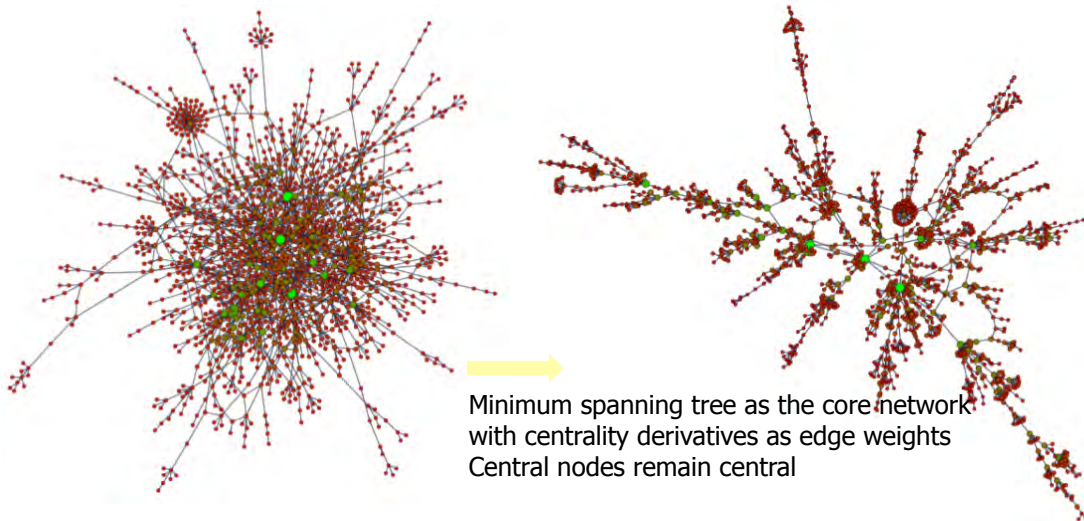 Minimum spanning tree as the core network
with centrality derivatives as edge weights
Central nodes remain central